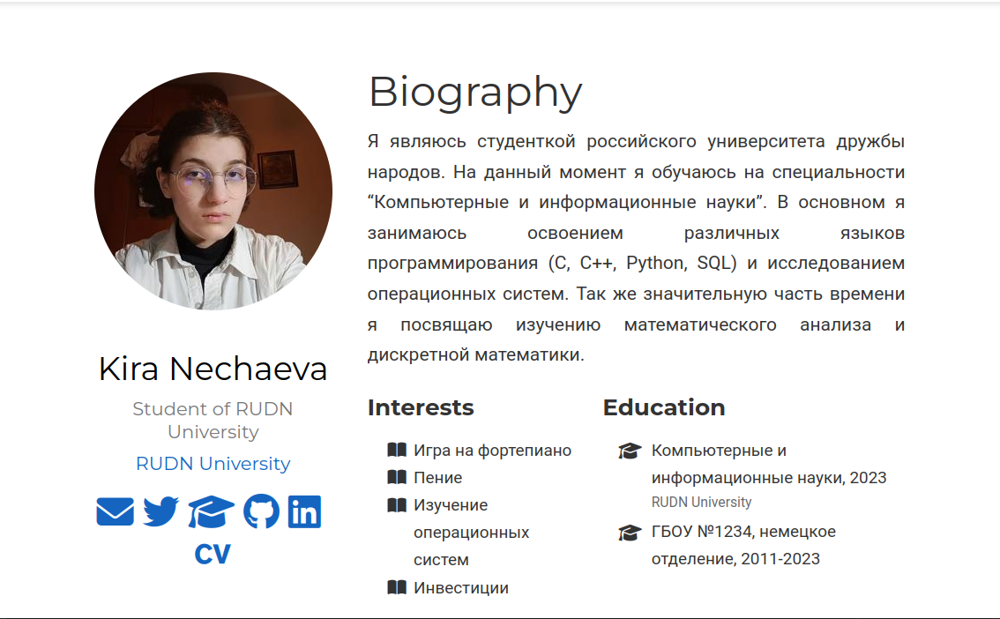 Biography
Я являюсь студенткой российского университета дружбы
народов. На данный момент я обучаюсь на специальности
“Компьютерные и информационные науки”. В основном я
занимаюсь освоением различных языков
программирования (C, C++, Python, SQL) и исследованием
операционных систем. Так же значительную часть времени
я посвящаю изучению математического анализа и
дискретной математики.
Kira Nechaeva
Student of RUDN
University
RUDN University
in
CV
Interests
Игра на фортепиано
Пение
Изучение
операционных
систем
Инвестиции
Education
Компьютерные и
информационные науки, 2023
RUDN University
ГБОУ №1234, немецкое
отделение, 2011-2023